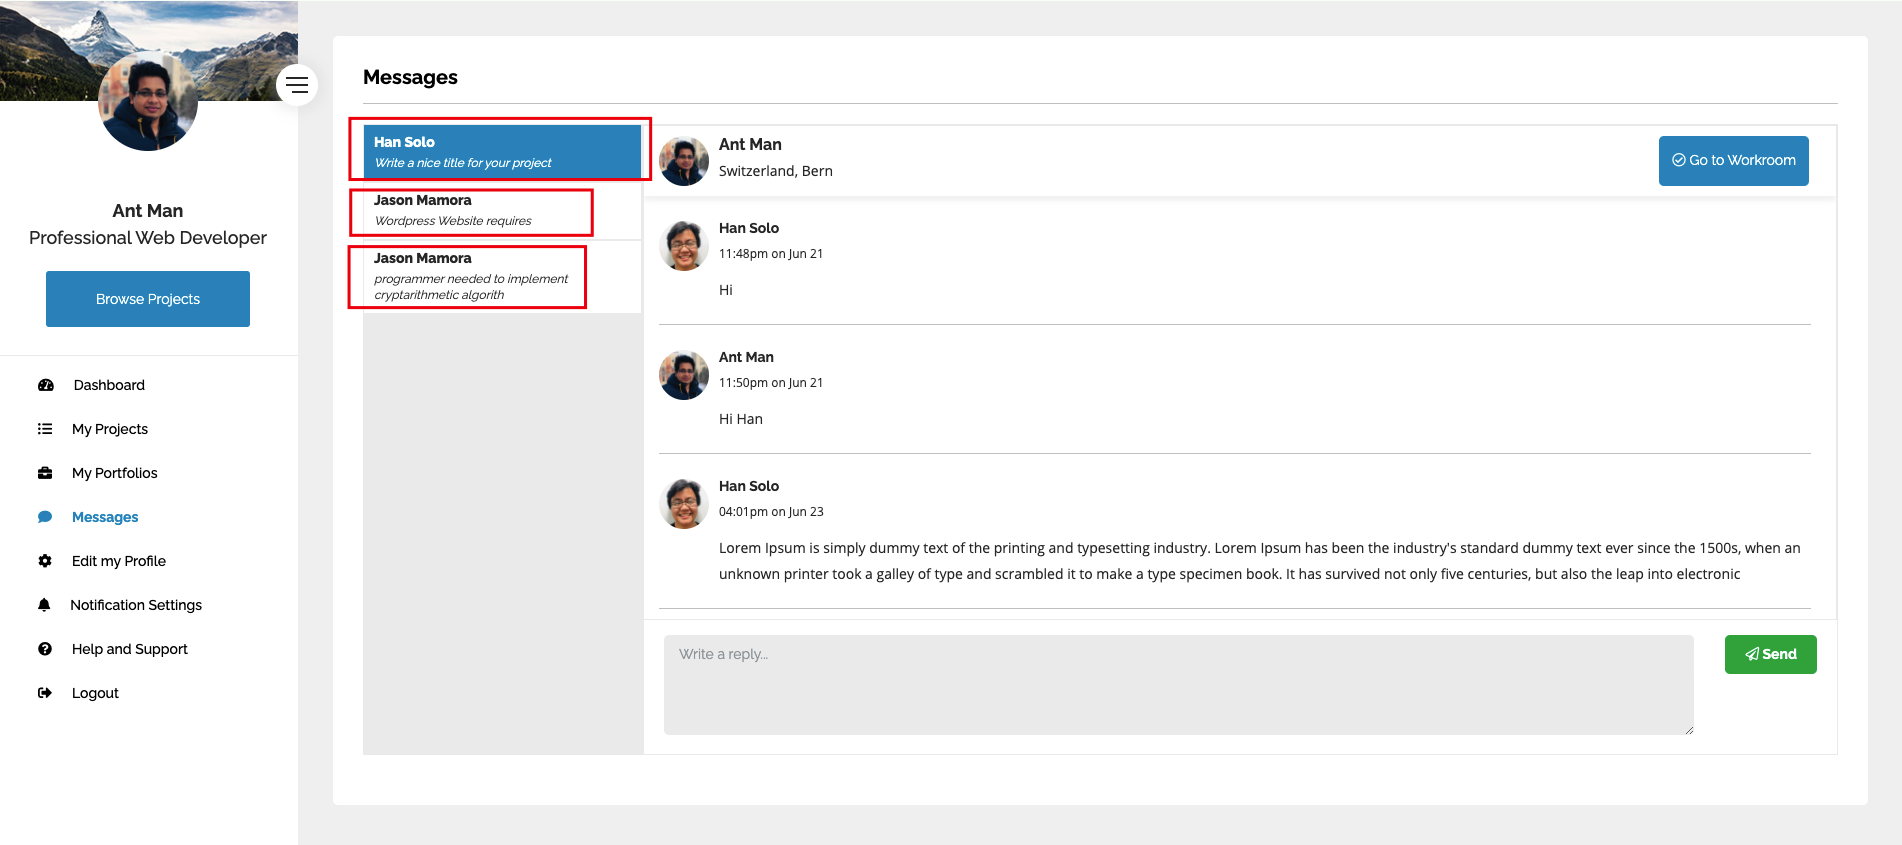 Ant Man
Professional Web Developer
Browse Projects
Dashboard
My Projects
My Portfolios
Messages
Edit my Profile
Notification Settings
Help and Support
Logout
Messages
Han Solo
Write a nice title for your project
Jason Mamora
Wordpress Website requires
Jason Mamora
programmer needed to implement
cryptarithmetic algorith
Ant Man
Switzerland, Bern
Go to Workroom
Han Solo
11:48pm on Jun 21
Hi
Ant Man
11:50pm on Jun 21
Hi Han
Han Solo
04:01pm on Jun 23
Lorem Ipsum is simply dummy text of the printing and typesetting industry. Lorem Ipsum has been the industry's standard dummy text ever since the 1500s, when an
unknown printer took a galley of type and scrambled it to make a type specimen book. It has survived not only five centuries, but also the leap into electronic
Write a reply...
Send